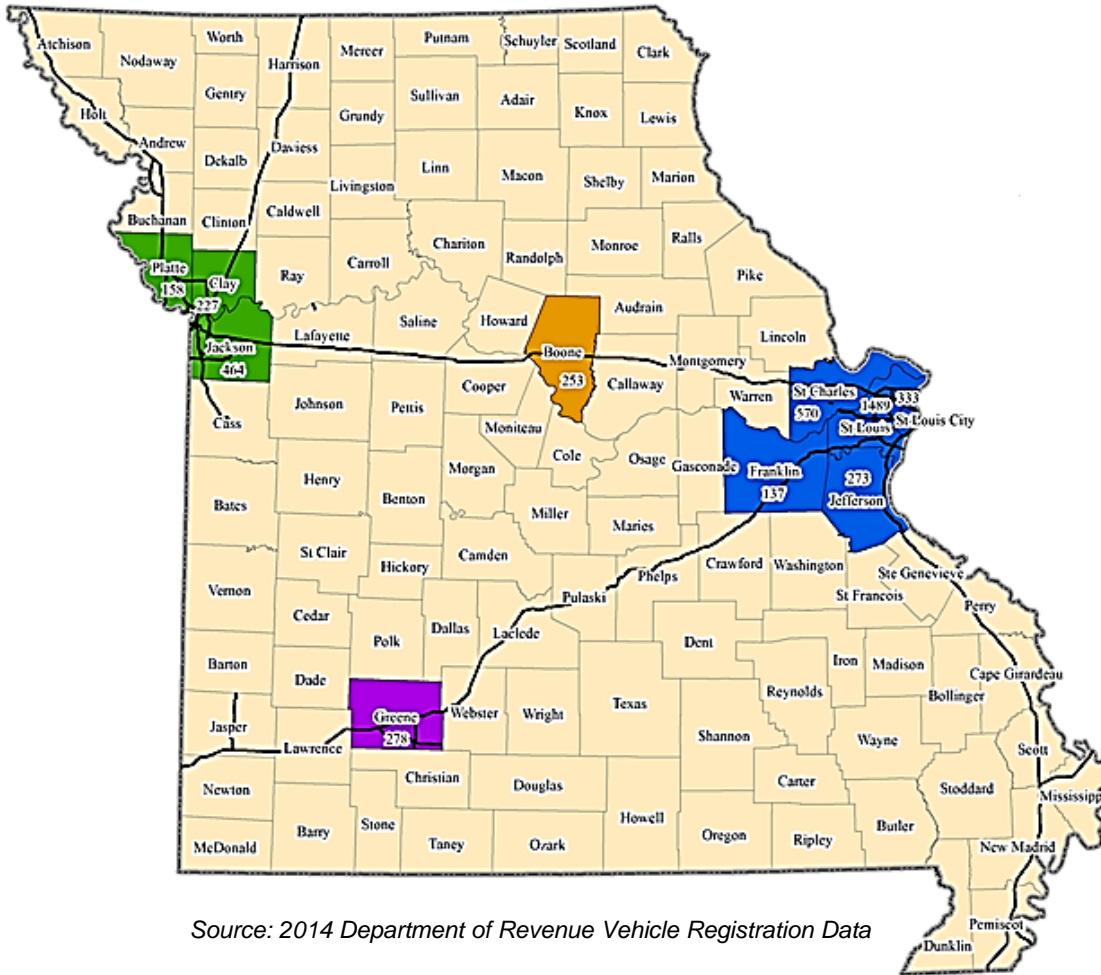 Atchison
Nodaway
Worth
Harrison
Mercer
Putnam
Schuyler
Scotland
Clark
Gentry
Sullivan
Adair
Knox
Lewis
Holt
Andrew
Dekalb
Daviess
Grundy
Linn
Macon
Shelby
Marion
Livingston
Buchanan
Clinton
Caldwell
Chariton
Randolph
Monroe
Ralls
Platte
158
Clay
227
Ray
Carroll
Pike
Audrain
Howard
Saline
Lafayette
Lincoln
Jackson
464
Boone
253
Callaway
Montgomery
Warren
St Charles
570
1489
333
St Louis
St Louis City
Cooper
Johnson
Pettis
Cass
Moniteau
Cole
Osage
Gasconade
Franklin
137
273
Jefferson
Morgan
Henry
Benton
Bates
Miller
Maries
St Clair
Hickory
Camden
Phelps
Crawford
Washington
Ste Genevieve
St Francois
Perry
Vernon
Cedar
Polk
Dallas
Laclede
Pulaski
Dent
Iron
Madison
Cape Girardeau
Bollinger
Barton
Dade
Reynolds
Texas
Greene
278
Webster
Wright
Shannon
Wayne
Scott
Jasper
Lawrence
Christian
Douglas
Carter
Stoddard
Mississipp
Newton
Howell
Barry
Stone
Taney
Ozark
Oregon
Ripley
Butler
New Madrid
McDonald
Pemiscot
Dunklin
Source: 2014 Department of Revenue Vehicle Registration Data